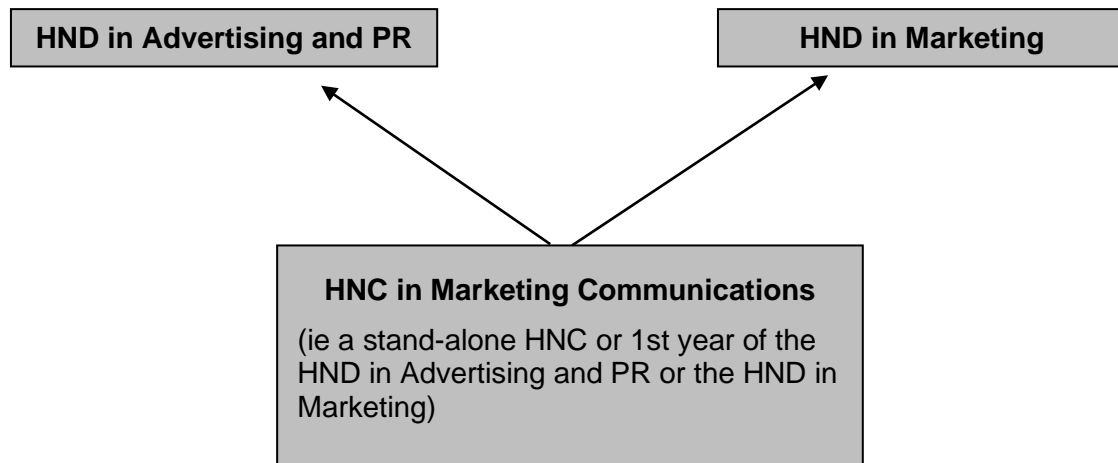 HND in Advertising and PR
HND in Marketing
HNC in Marketing Communications
(ie a stand-alone HNC or 1st year of the
HND in Advertising and PR or the HND in
Marketing)